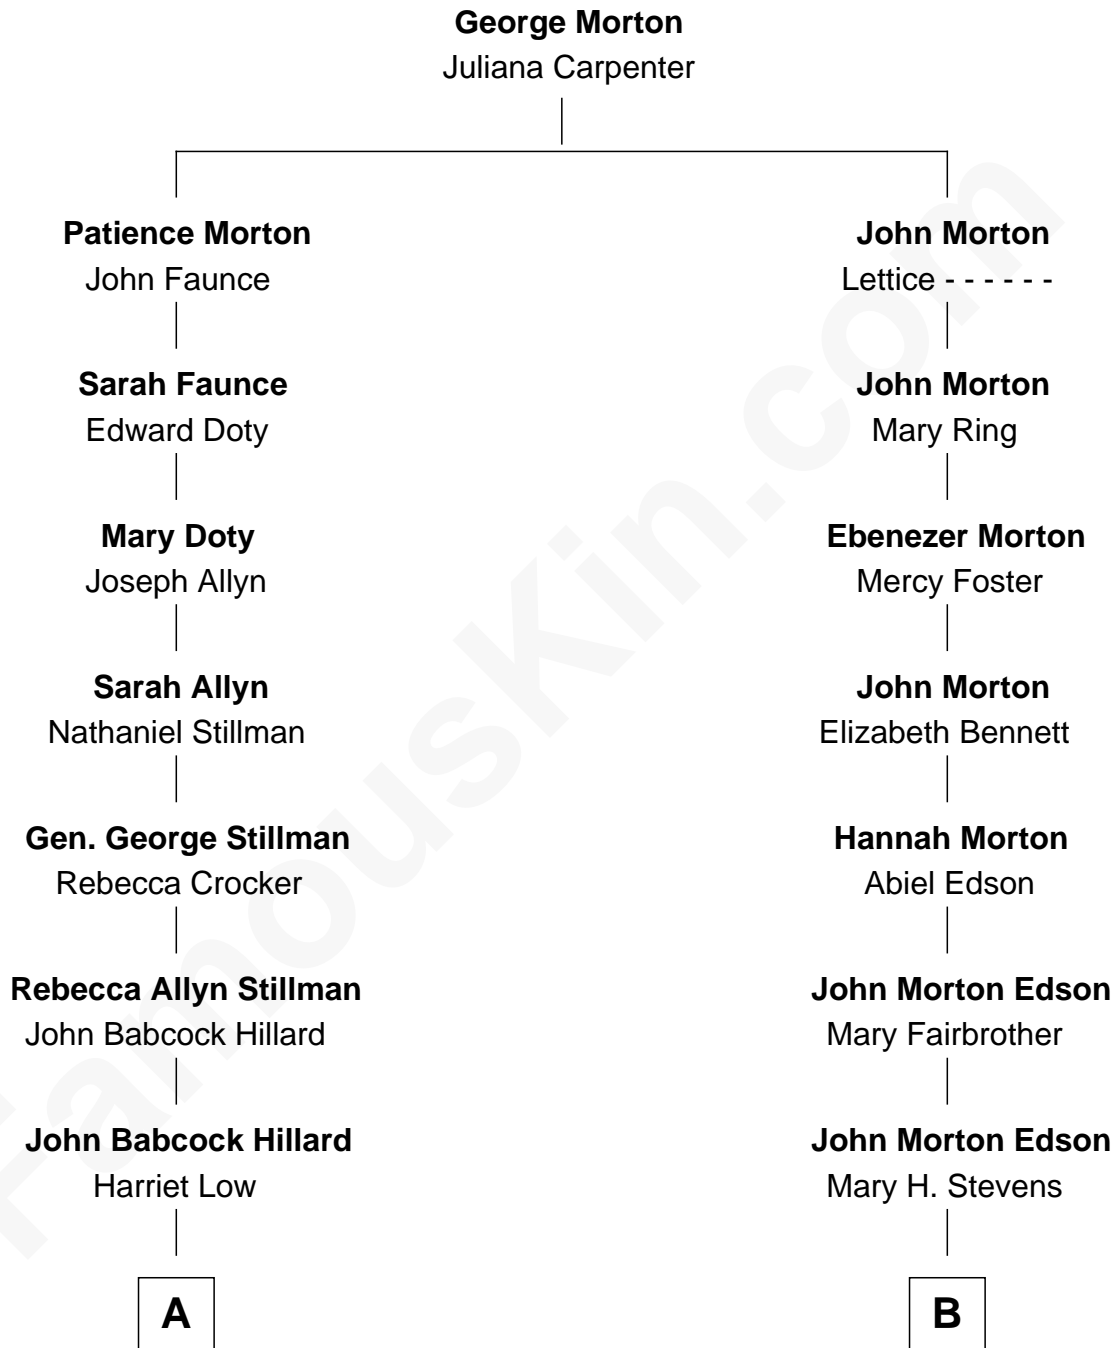 George Morton
Juliana Carpenter
Patience Morton
John Faunce
Sarah Faunce
Edward Doty
Mary Doty
Joseph Allyn
Sarah Allyn
Nathaniel Stillman
Gen. George Stillman
Rebecca Crocker
Rebecca Allyn Stillman
John Babcock Hillard
John Babcock Hillard
Harriet Low
A
John Morton
Lettice - - - - - -
John Morton
Mary Ring
Ebenezer Morton
Mercy Foster
John Morton
Elizabeth Bennett
Hannah Morton
Abiel Edson
John Morton Edson
Mary Fairbrother
John Morton Edson
Mary H. Stevens
B
FamousKin.com